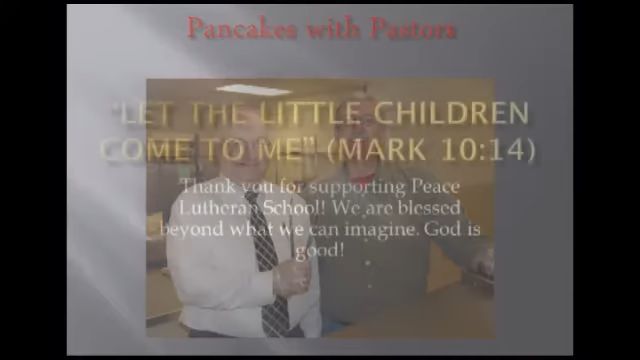 Pancakes with Pastors
"LET THE LITTLE CHILDREN
COME TO ME" (MARK 10:14)
Thank you for supporting Peace
Lutheran School! We are blessed
beyond what we can imagine. God is
good!